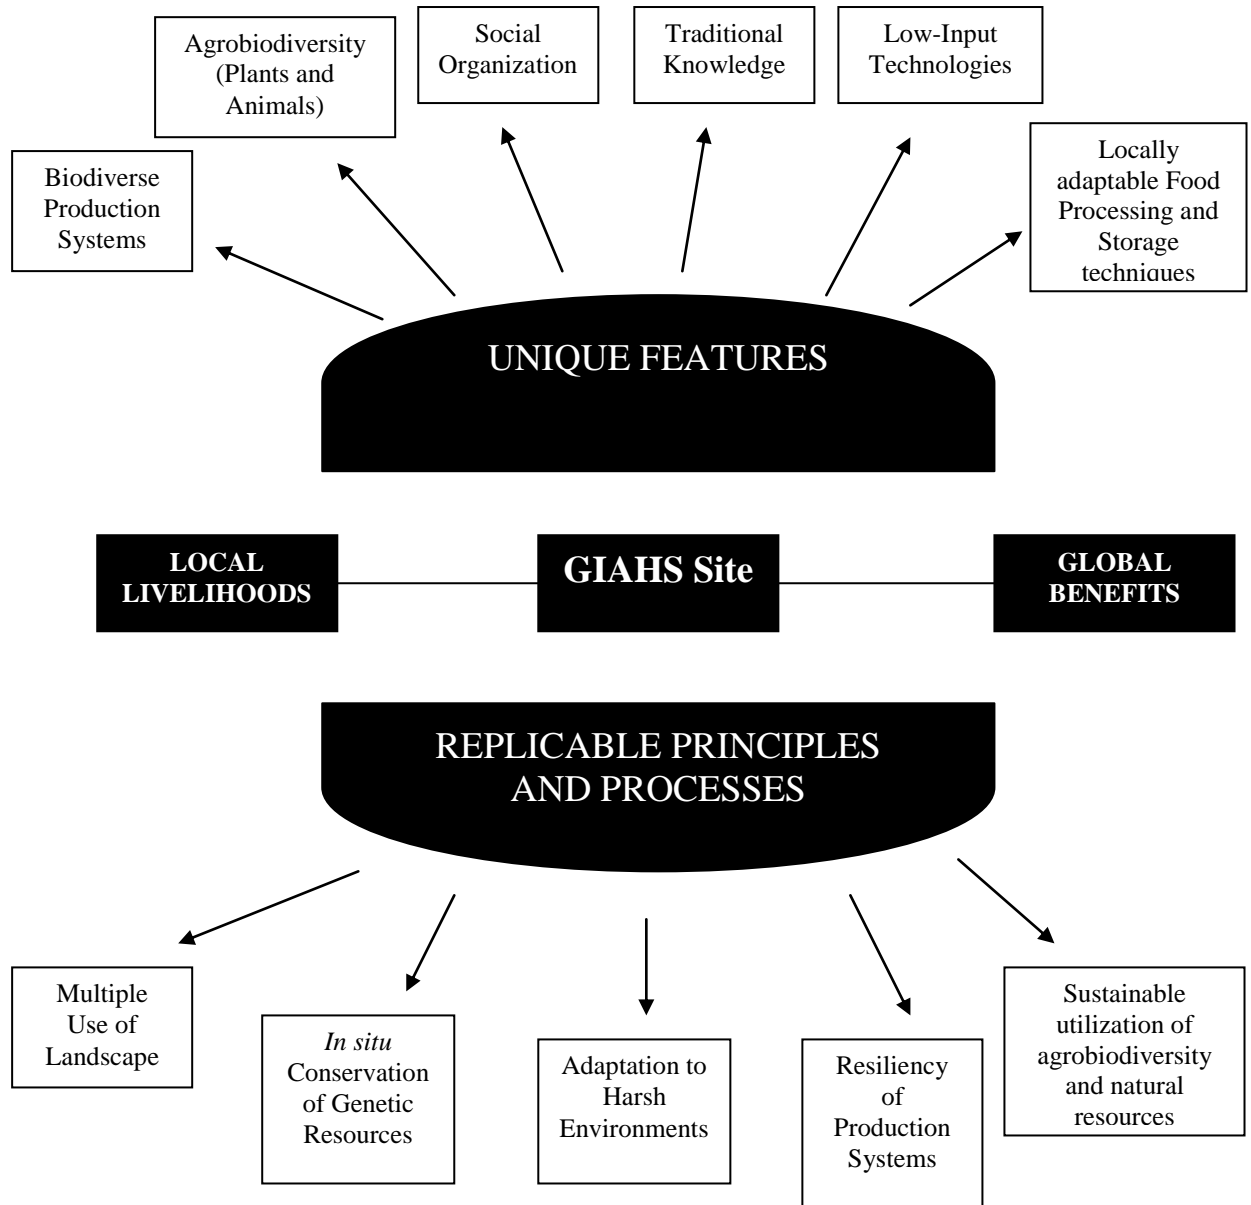 Agrobiodiversity
(Plants and
Animals)
Social
Organization
Traditional
Knowledge
Low-Input
Technologies
Biodiverse
Production
Systems
Locally
adaptable Food
Processing and
Storage
techniques
UNIQUE FEATURES
LOCAL
LIVELIHOODS
GIAHS Site
GLOBAL
BENEFITS
REPLICABLE PRINCIPLES
AND PROCESSES
Multiple
Use of
Landscape
In situ
Conservation
of Genetic
Resources
Adaptation to
Harsh
Environments
Resiliency
of
Production
Systems
Sustainable
utilization of
agrobiodiversity
and natural
resources